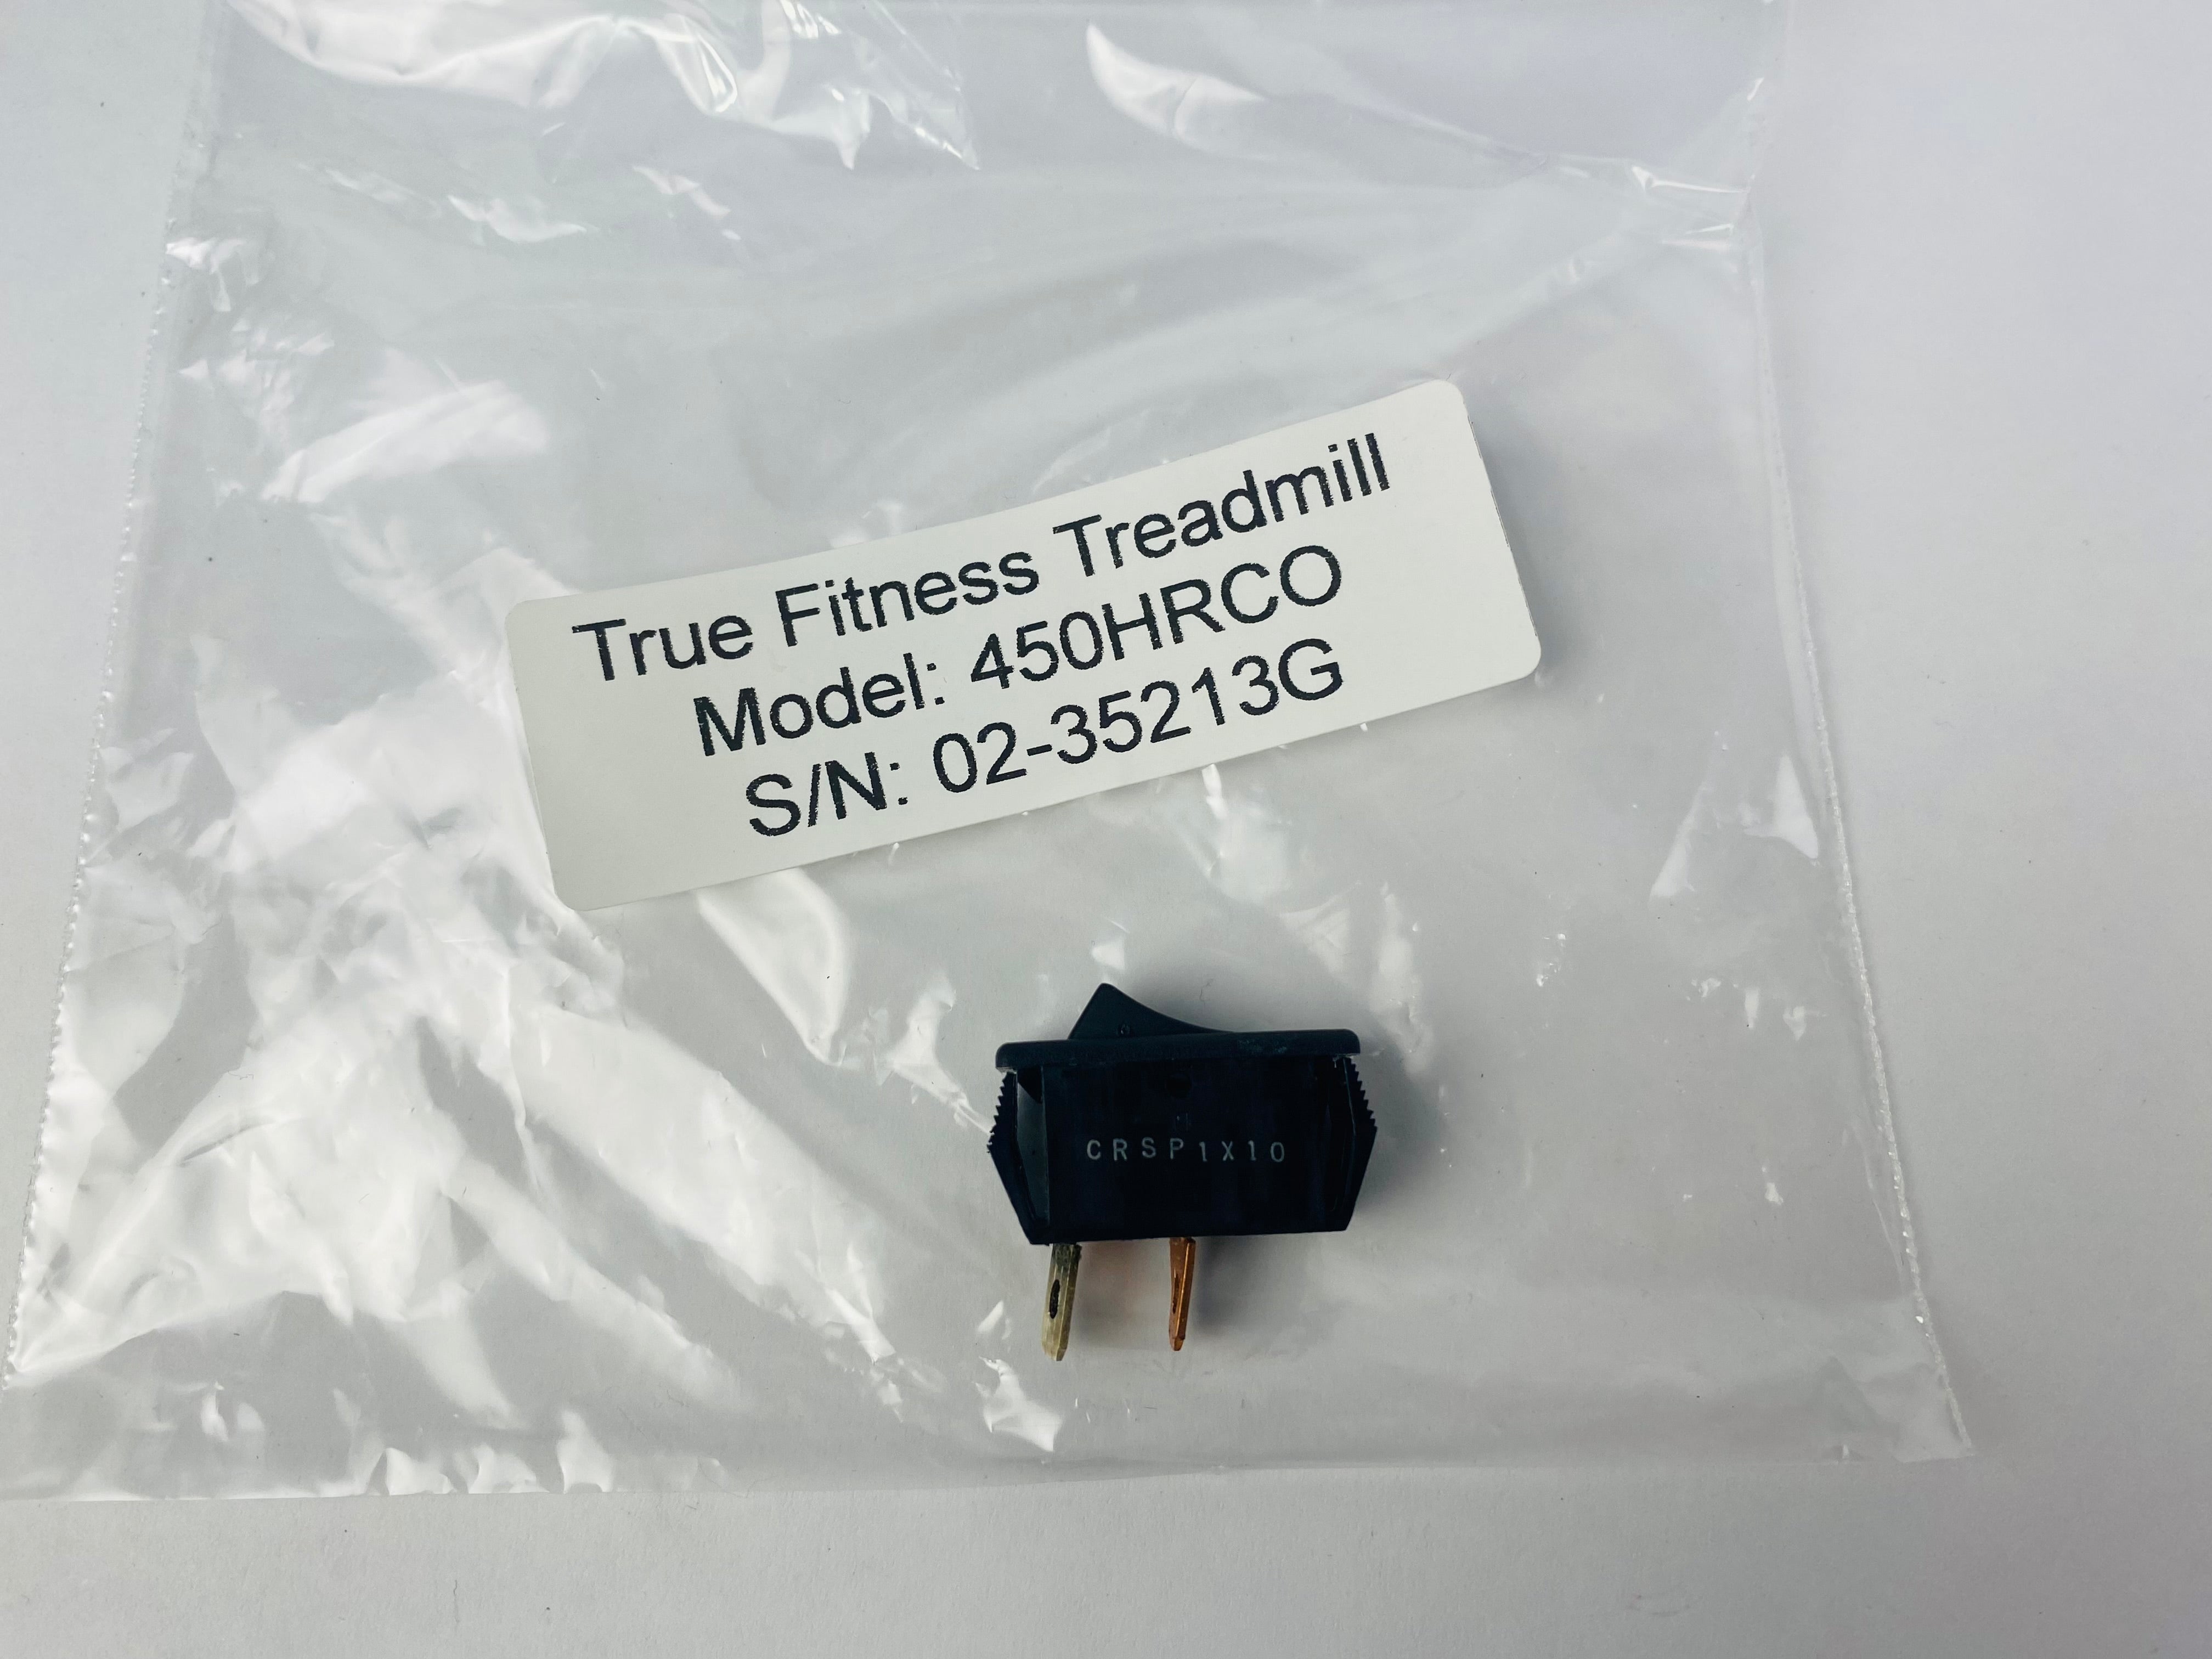 True Fitness Treadmill
Model: 450HRCO
S/N: 02-35213G
CRSP1X10